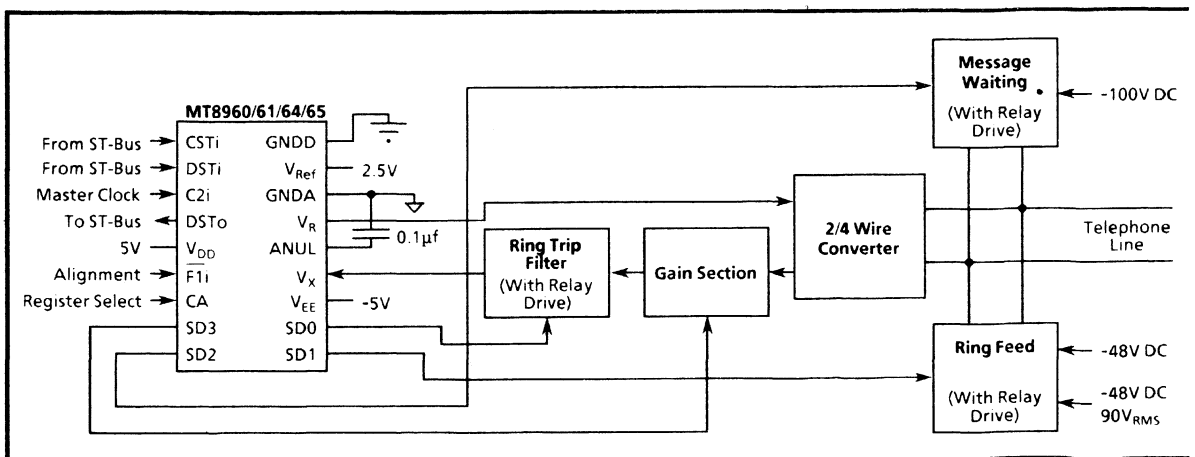 MT8960/61/64/65
From ST-Bus
CSTi
GNDD
From ST-Bus
DSTi
VRef
2.5V
Master Clock
C2i
GNDA
To ST-Bus
DSTo
VR
5V
VDD
ANUL
0.1µf
Alignment
F1i
VX
Register Select
CA
VEE
-5V
SD3
SD0
SD2
SD1
Ring Trip
Filter
(With Relay
Drive)
Gain Section
2/4 Wire
Converter
Message
Waiting
(With Relay
Drive)
-100V DC
Telephone
Line
Ring Feed
(With Relay
Drive)
-48V DC
-48V DC
90VRMS